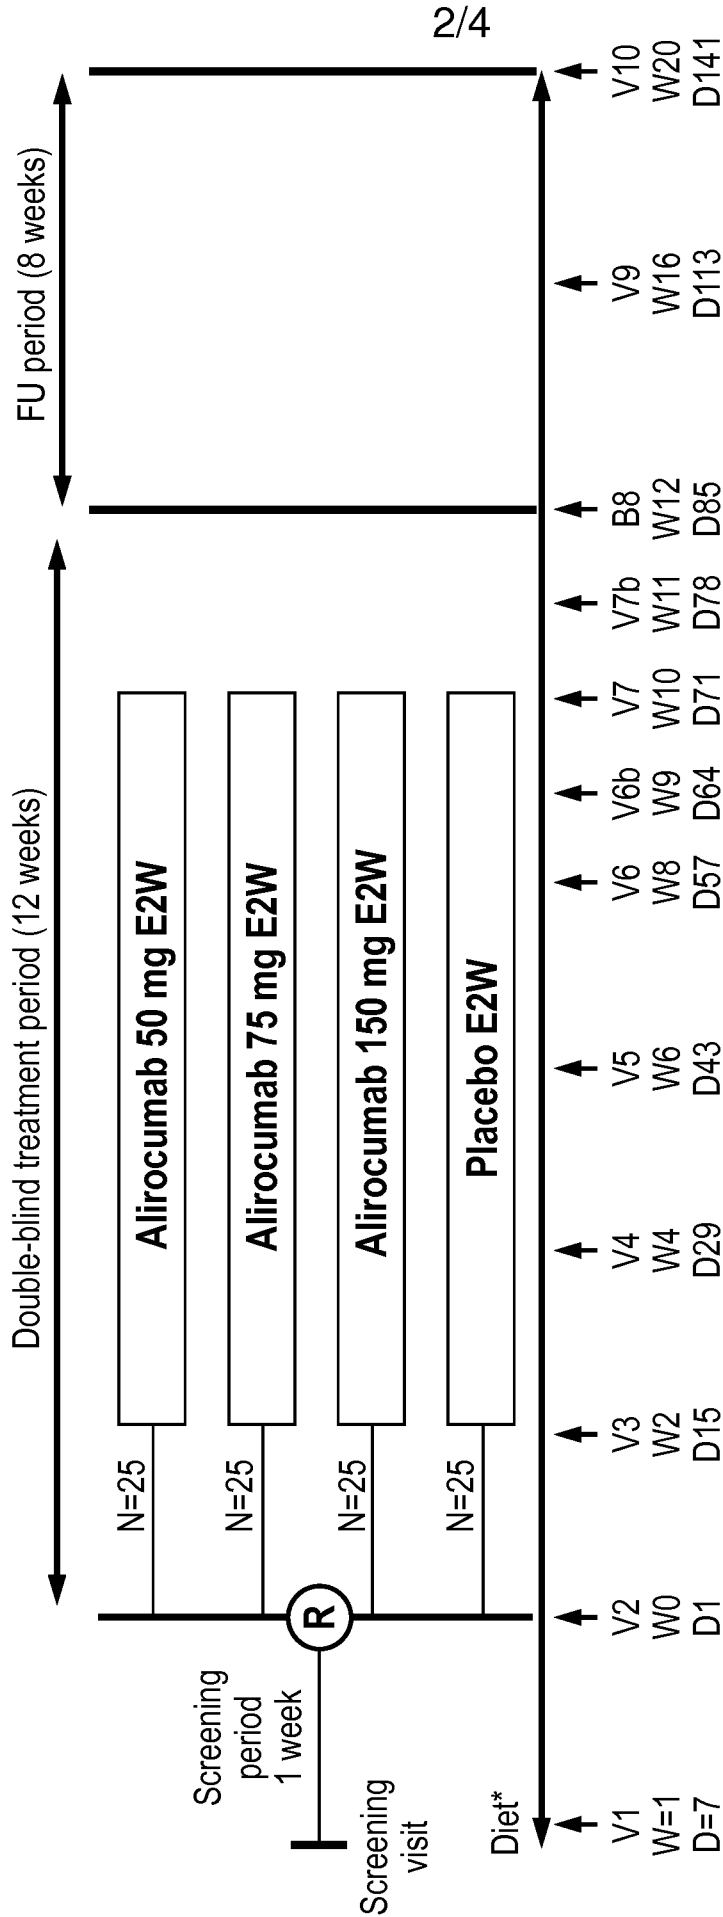 2/4
Double-blind treatment period (12 weeks)
FU period (8 weeks)
Screening
period
1 week
Screening
visit
R
N=25
Alirocumab 50 mg E2W
N=25
Alirocumab 75 mg E2W
N=25
Alirocumab 150 mg E2W
N=25
Placebo E2W
Diet*
V1
W=1
D=7
V2
W0
D1
V3
W2
D15
V4
W4
D29
V5
W6
D43
V6
W8
D57
V6b
W9
D64
V7
W10
D71
V7b
W11
D78
B8
W12
D85
V9
W16
D113
V10
W20
D141